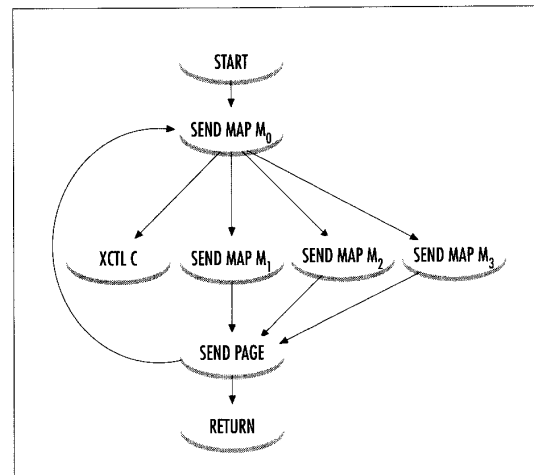 START
SEND MAP M0
XCTL C
SEND MAP M1
SEND MAP M2
SEND MAP M3
SEND PAGE
RETURN